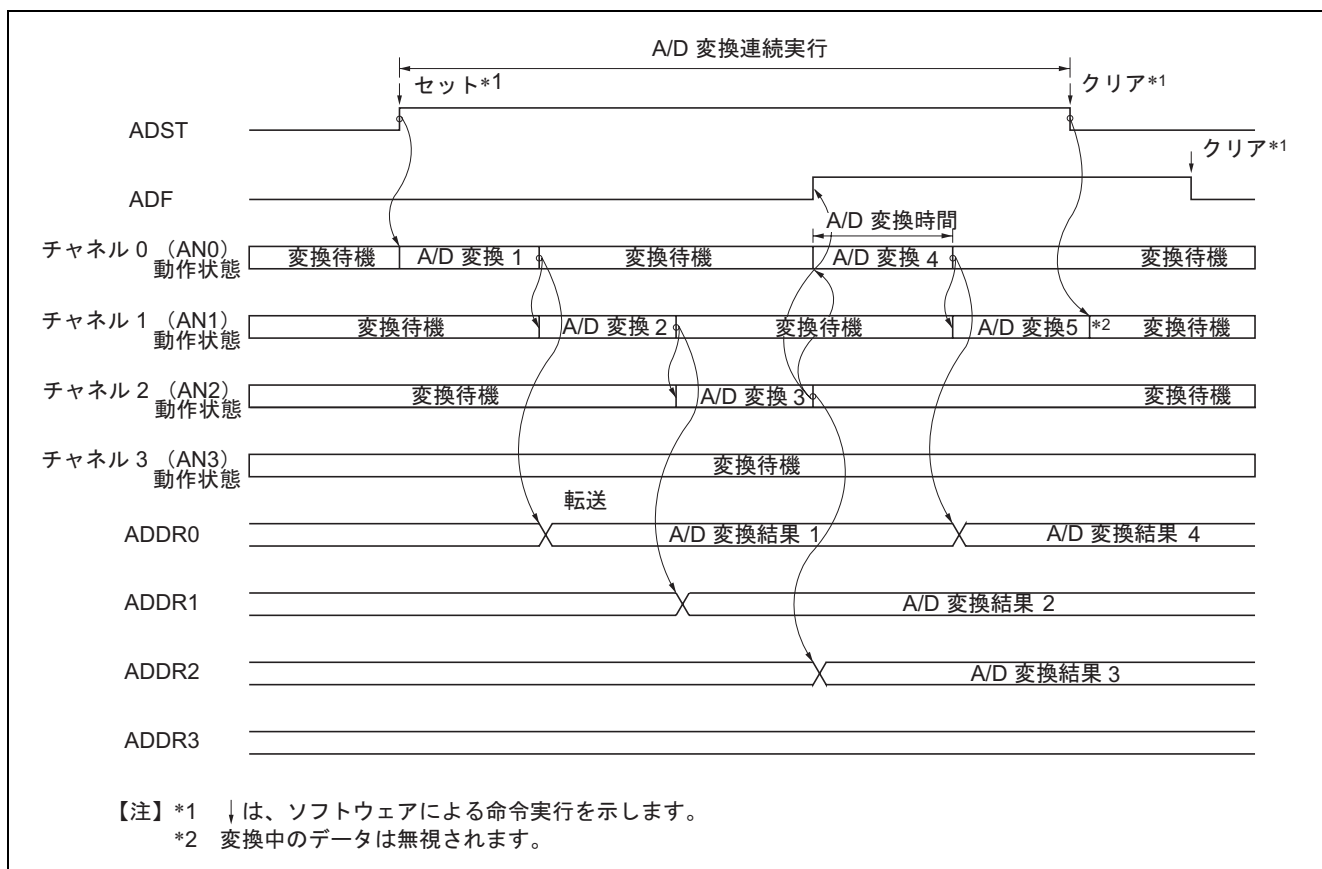 A/D 変換連続実行
セット*1
クリア*1
ADST
クリア*1
ADF
A/D 変換時間
チャネル 0 (AN0)
動作状態
変換待機
A/D 変換 1
変換待機
A/D 変換 4
変換待機
チャネル 1 (AN1)
動作状態
変換待機
A/D 変換 2
変換待機
A/D 変換5
*2
変換待機
チャネル 2 (AN2)
動作状態
変換待機
A/D 変換 3
変換待機
チャネル 3 (AN3)
動作状態
変換待機
転送
ADDR0
A/D 変換結果 1
A/D 変換結果 4
ADDR1
A/D 変換結果 2
ADDR2
A/D 変換結果 3
ADDR3
【注】*1 ↓は、ソフトウェアによる命令実行を示します。
*2 変換中のデータは無視されます。